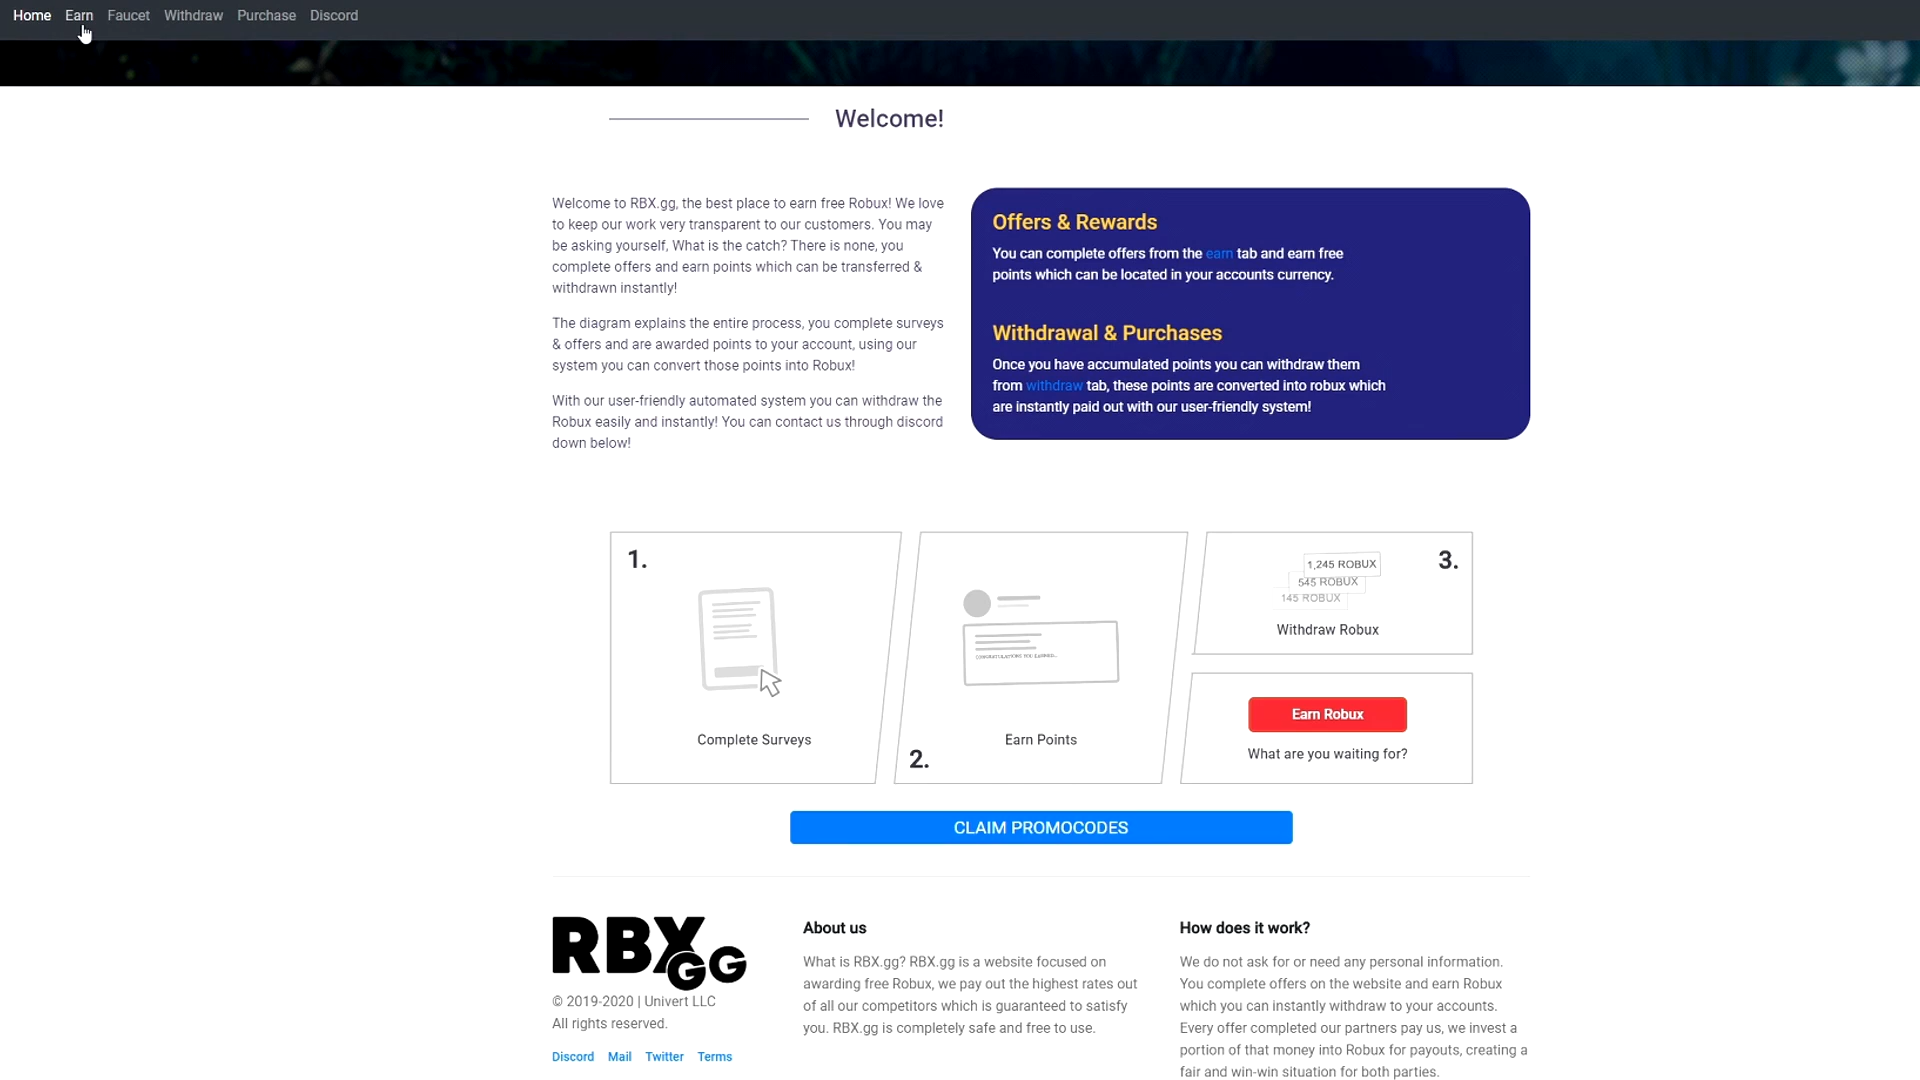 Home Earn Faucet Withdraw Purchase Discord
Welcome!
Welcome to RBX.gg, the best place to earn free Robux! We love
to keep our work very transparent to our customers. You may
be asking yourself, What is the catch? There is none, you
complete offers and earn points which can be transferred &
withdrawn instantly!
The diagram explains the entire process, you complete surveys
& offers and are awarded points to your account, using our
system you can convert those points into Robux!
With our user-friendly automated system you can withdraw the
Robux easily and instantly! You can contact us through discord
down below!
Offers & Rewards
You can complete offers from the earn tab and earn free
points which can be located in your accounts currency.
Withdrawal & Purchases
Once you have accumulated points you can withdraw them
from withdraw tab, these points are converted into robux which
are instantly paid out with our user-friendly system!
1.
Complete Surveys
CONGRATULATIONS YOU EARNED...
Earn Points
2.
3.
1,245 ROBUX
545 ROBUX
145 ROBUX
Withdraw Robux
Earn Robux
What are you waiting for?
CLAIM PROMOCODES
RBX GG
© 2019-2020 | Univert LLC
All rights reserved.
Discord Mail Twitter Terms
About us
What is RBX.gg? RBX.gg is a website focused on
awarding free Robux, we pay out the highest rates out
of all our competitors which is guaranteed to satisfy
you. RBX.gg is completely safe and free to use.
How does it work?
We do not ask for or need any personal information.
You complete offers on the website and earn Robux
which you can instantly withdraw to your accounts.
Every offer completed our partners pay us, we invest a
portion of that money into Robux for payouts, creating a
fair and win-win situation for both parties.